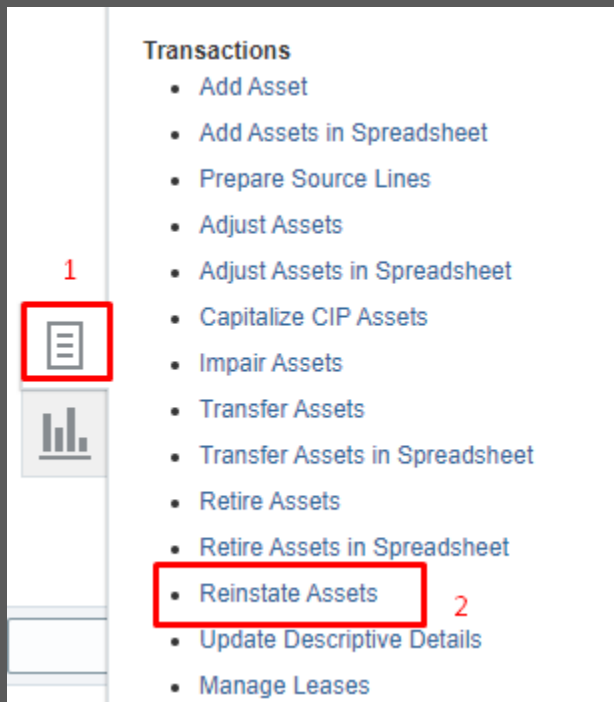 Transactions
Add Asset
Add Assets in Spreadsheet
Prepare Source Lines
Adjust Assets
1
Adjust Assets in Spreadsheet
Capitalize CIP Assets
Impair Assets
Transfer Assets
Transfer Assets in Spreadsheet
Retire Assets
Retire Assets in Spreadsheet
Reinstate Assets
2
Update Descriptive Details
Manage Leases